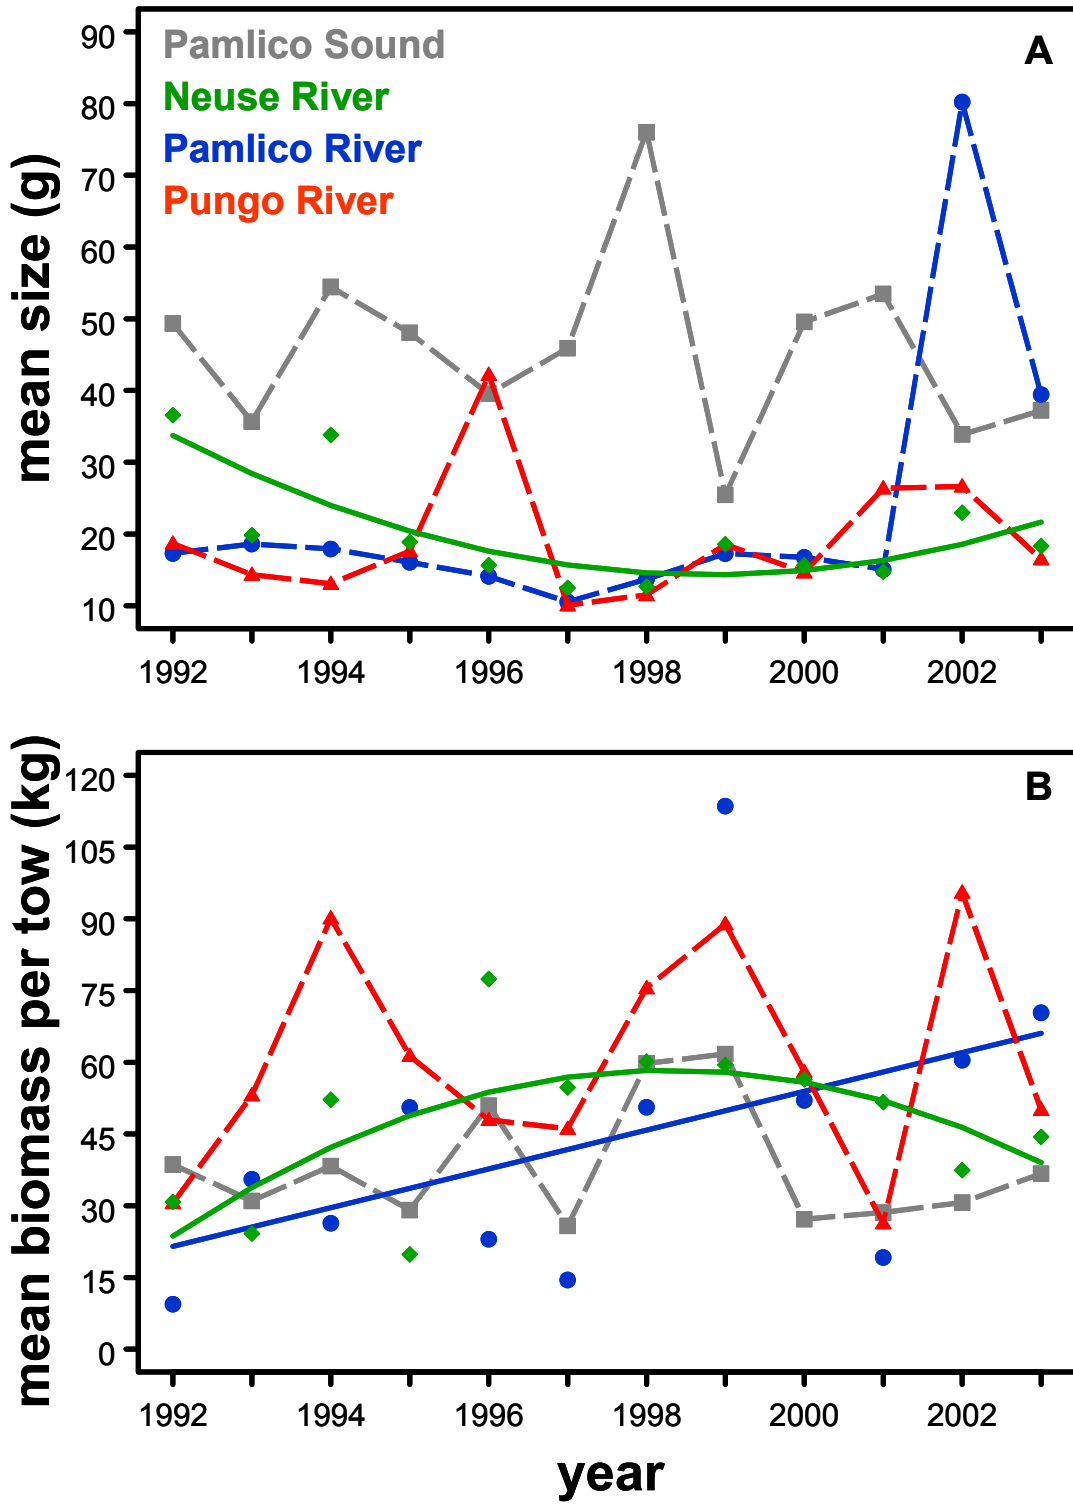 90
80
70
60
50
40
30
20
10
mean size (g)
Pamlico Sound
Neuse River
Pamlico River
Pungo River
A
1992 1994 1996 1998 2000 2002
120
105
90
75
60
45
30
15
0
mean biomass per tow (kg)
B
1992 1994 1996 1998 2000 2002
year